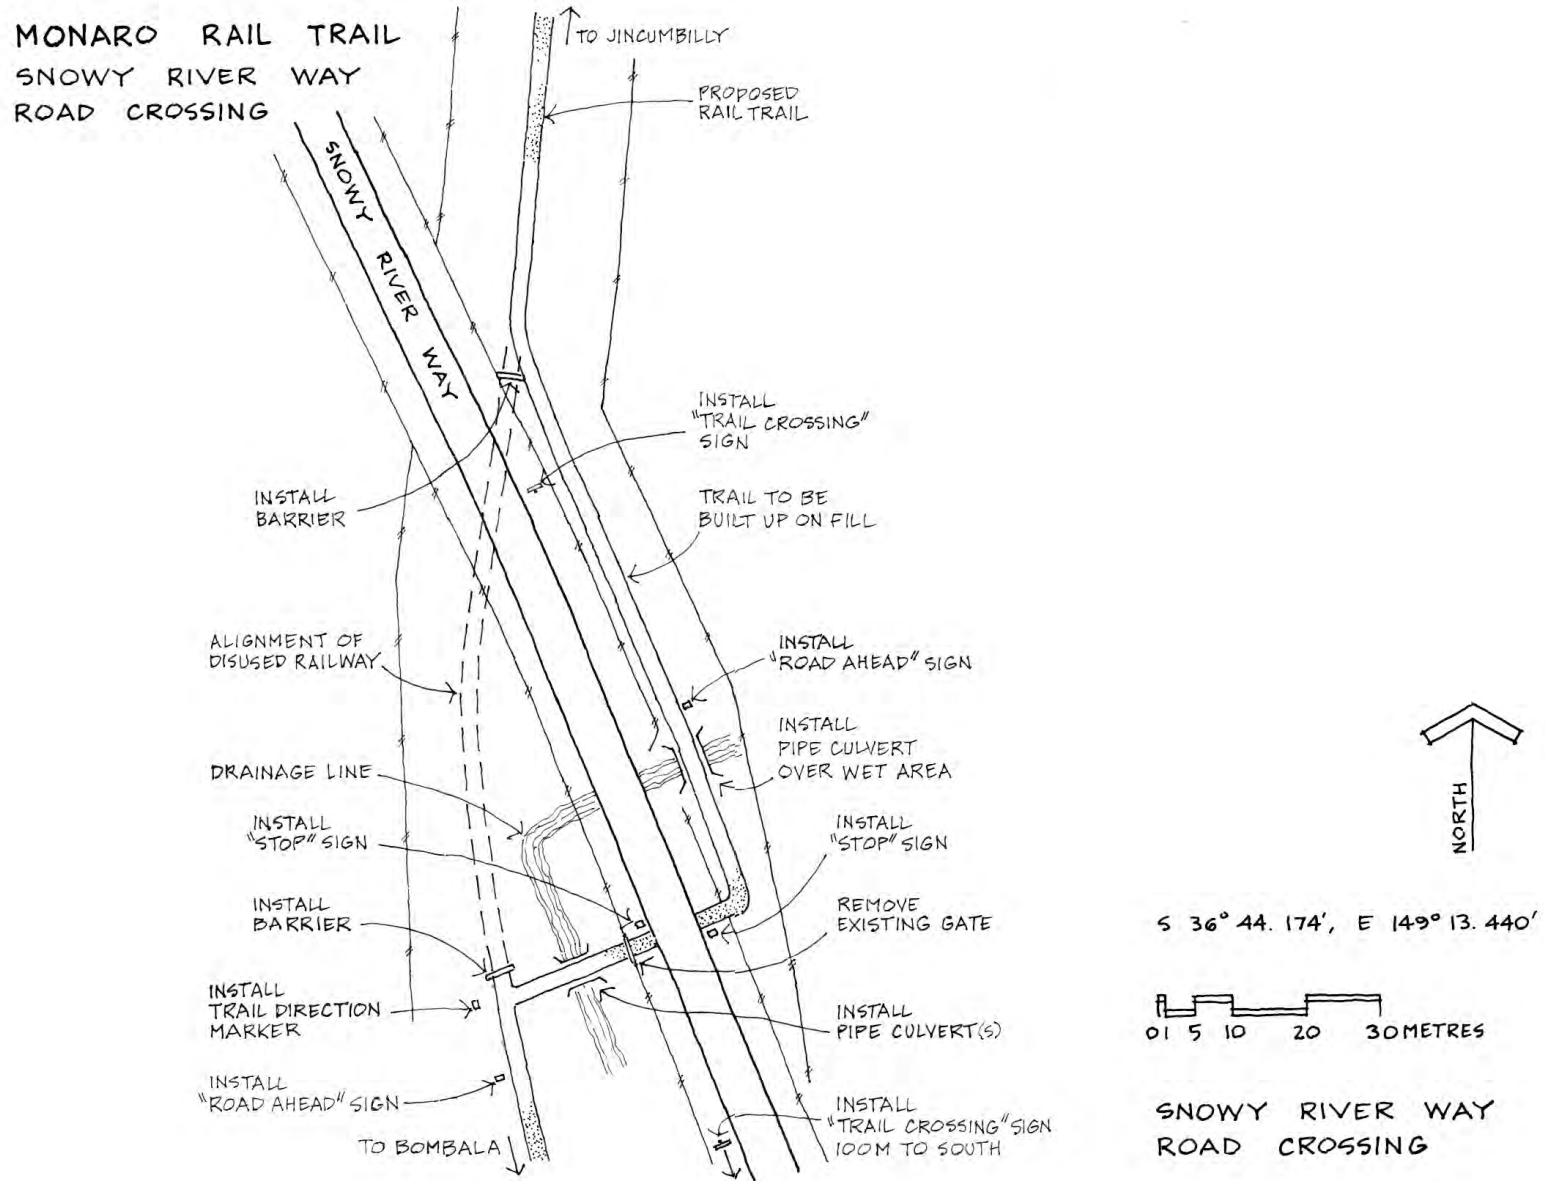 MONARO RAIL TRAIL
SNOWY RIVER WAY
ROAD CROSSING
TO JINCUMBILLY
PROPOSED
RAIL TRAIL
SNOWY RIVER WAY
INSTALL
"TRAIL CROSSING"
SIGN
INSTALL
BARRIER
TRAIL TO BE
BUILT UP ON FILL
ALIGNMENT OF
DISUSED RAILWAY
INSTALL
"ROAD AHEAD" SIGN
INSTALL
PIPE CULVERT
OVER WET AREA
DRAINAGE LINE
INSTALL
"STOP" SIGN
INSTALL
"STOP" SIGN
INSTALL
BARRIER
REMOVE
EXISTING GATE
INSTALL
TRAIL DIRECTION
MARKER
INSTALL
PIPE CULVERT(S)
INSTALL
"ROAD AHEAD" SIGN
INSTALL
"TRAIL CROSSING" SIGN
100M TO SOUTH
TO BOMBALA
NORTH
S 36° 44. 174', E 149° 13. 440'
0 1 5 10 20 30 METRES
SNOWY RIVER WAY
ROAD CROSSING